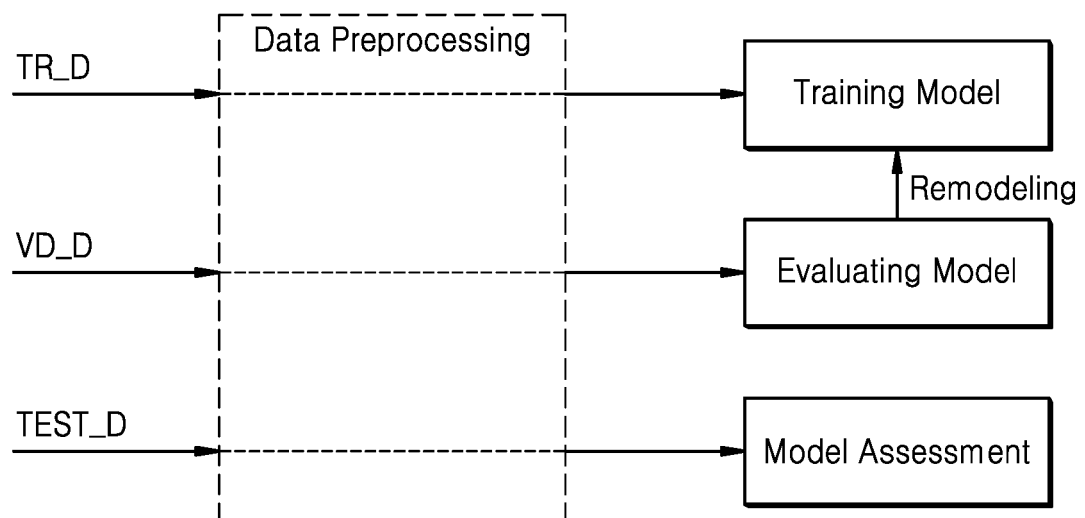 Data Preprocessing
TR_D
Training Model
Remodeling
VD_D
Evaluating Model
TEST_D
Model Assessment